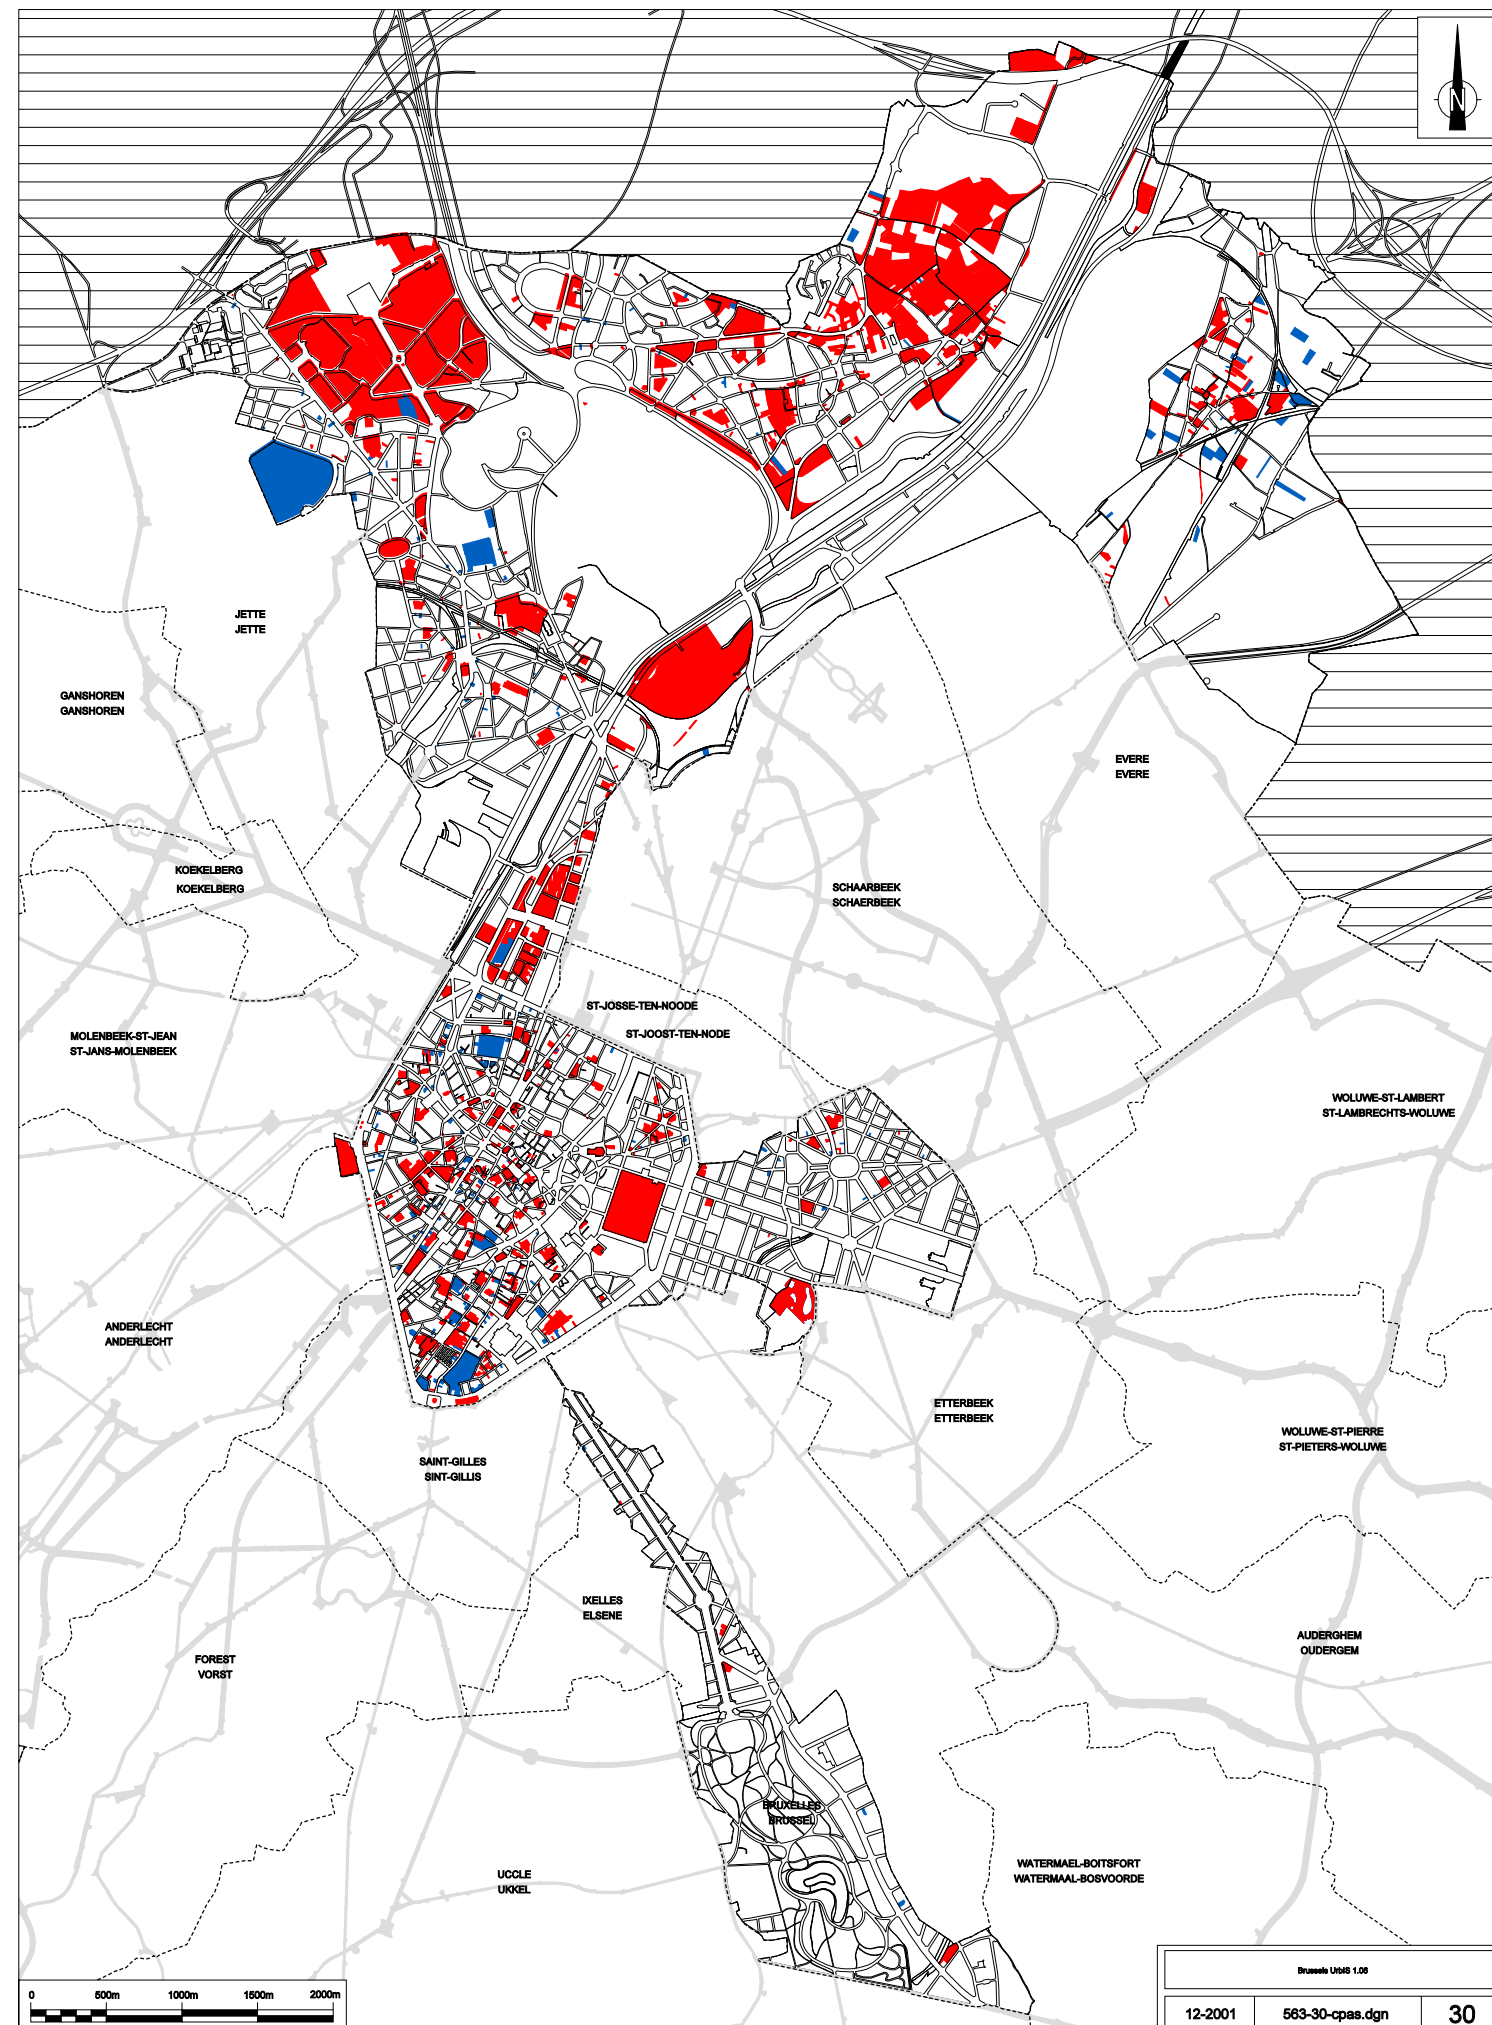 N
JETTE
JETTE
GANSHOREN
GANSHOREN
EVERE
EVERE
KOEKELBERG
KOEKELBERG
SCHAARBEEK
SCHAERBEEK
ST-JOSSE-TEN-NOODE
ST-JOOST-TEN-NODE
MOLENBEEK-ST-JEAN
ST-JANS-MOLENBEEK
WOLUWE-ST-LAMBERT
ST-LAMBRECHTS-WOLUWE
ANDERLECHT
ANDERLECHT
ETTERBEEK
ETTERBEEK
WOLUWE-ST-PIERRE
ST-PIETERS-WOLUWE
SAINT-GILLES
SINT-GILLIS
IXELLES
ELSENE
AUDERGHEM
OUDERGEM
FOREST
VORST
BRUXELLES
BRUSSEL
WATERMAEL-BOITSFORT
WATERMAAL-BOSVOORDE
UCCLE
UKKEL
Brussels UrbIS 1.06
0 500m 1000m 1500m 2000m
12-2001 563-30-cpas.dgn 30